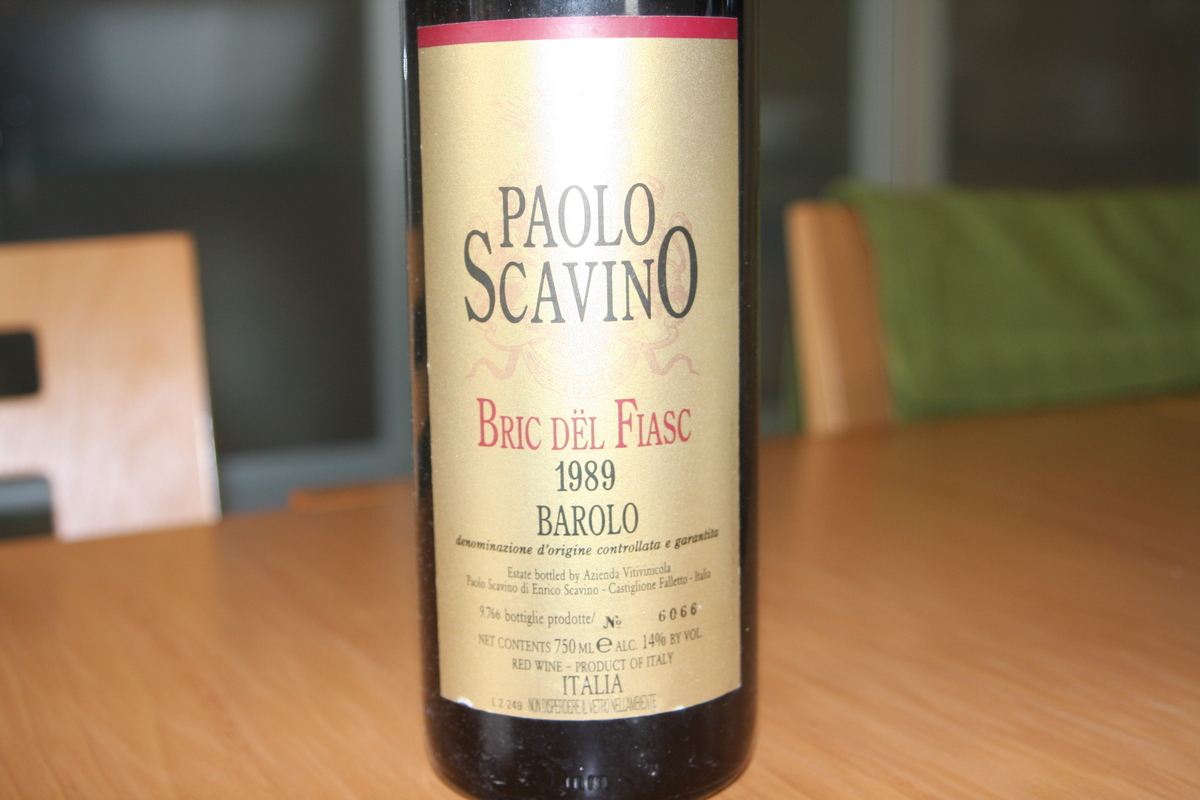 PAOLO
SCAVINO
BRIC DËL FIASC
1989
BAROLO
denominazione d'origine controllata e garantita
Estate bottled by Azienda Vitivinicola
Paolo Scavino di Enrico Scavino - Castiglione Falletto - Italia
9.766 bottiglie prodotte/ № 6066
NET CONTENTS 750 ML e ALC. 14% BY VOL.
RED WINE - PRODUCT OF ITALY
ITALIA
L 2 249 NON DISPERDERE IL VETRO NELL'AMBIENTE